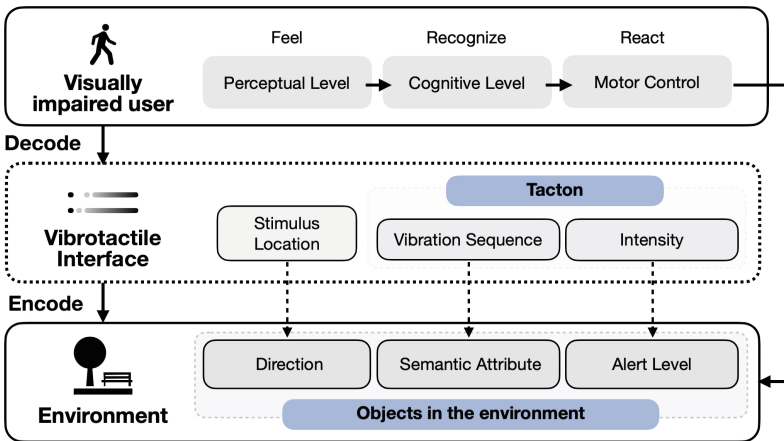 Feel
Recognize
React
Perceptual Level
Cognitive Level
Motor Control
Visually
impaired user
Decode
Tacton
Stimulus
Location
Vibration Sequence
Intensity
Vibrotactile
Interface
Encode
Direction
Semantic Attribute
Alert Level
Environment
Objects in the environment